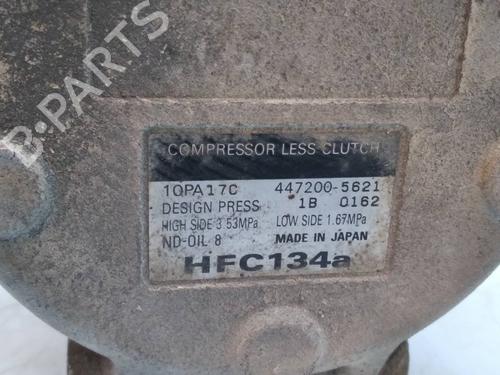 B-PARTS
COMPRESSOR LESS CLUTCH
10PA17C 447200-5621
DESIGN PRESS 1B 0162
HIGH SIDE 3.53MPa LOW SIDE 1.67MPa
ND-OIL 8 MADE IN JAPAN
HFC134a